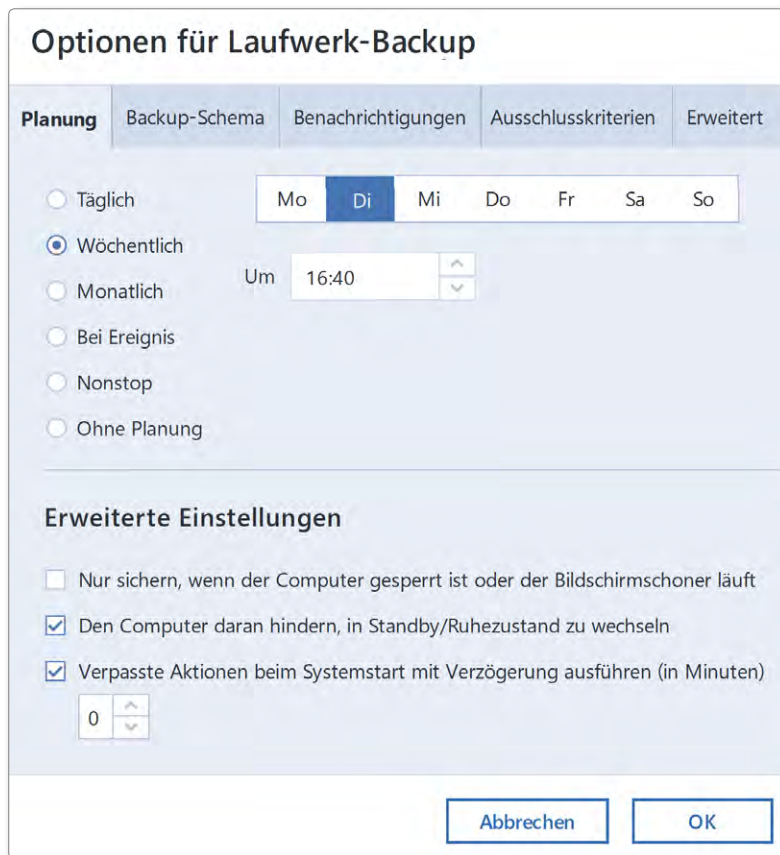 Optionen für Laufwerk-Backup
Planung Backup-Schema Benachrichtigungen Ausschlusskriterien Erweitert
Täglich Mo Di Mi Do Fr Sa So
Wöchentlich
Um 16:40
Monatlich
Bei Ereignis
Nonstop
Ohne Planung
Erweiterte Einstellungen
Nur sichern, wenn der Computer gesperrt ist oder der Bildschirmschoner läuft
Den Computer daran hindern, in Standby/Ruhezustand zu wechseln
Verpasste Aktionen beim Systemstart mit Verzögerung ausführen (in Minuten)
0
Abbrechen OK